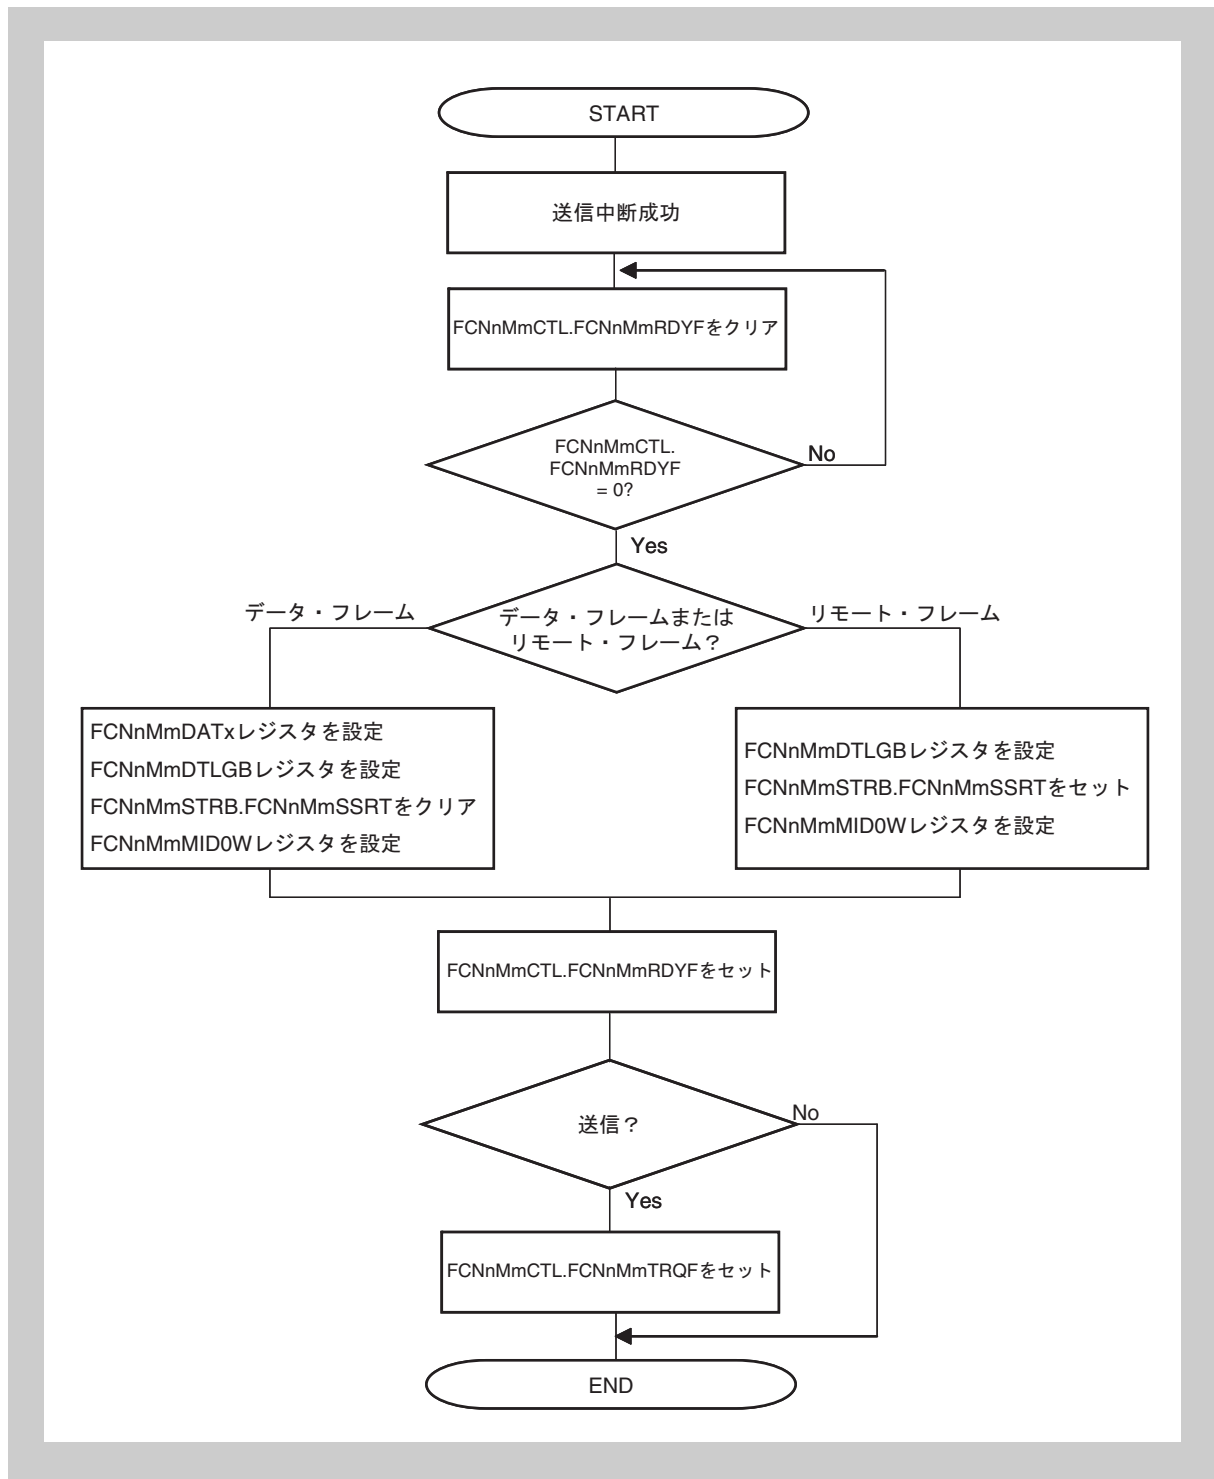 START
送信中断成功
FCNnMmCTL.FCNnMmRDYFをクリア
FCNnMmCTL.
FCNnMmRDYF
= 0?
No
Yes
データ・フレーム
データ・フレームまたは
リモート・フレーム？
リモート・フレーム
FCNnMmDATxレジスタを設定
FCNnMmDTLGBレジスタを設定
FCNnMmSTRB.FCNnMmSSRTをクリア
FCNnMmMID0Wレジスタを設定
FCNnMmDTLGBレジスタを設定
FCNnMmSTRB.FCNnMmSSRTをセット
FCNnMmMID0Wレジスタを設定
FCNnMmCTL.FCNnMmRDYFをセット
送信？
No
Yes
FCNnMmCTL.FCNnMmTRQFをセット
END